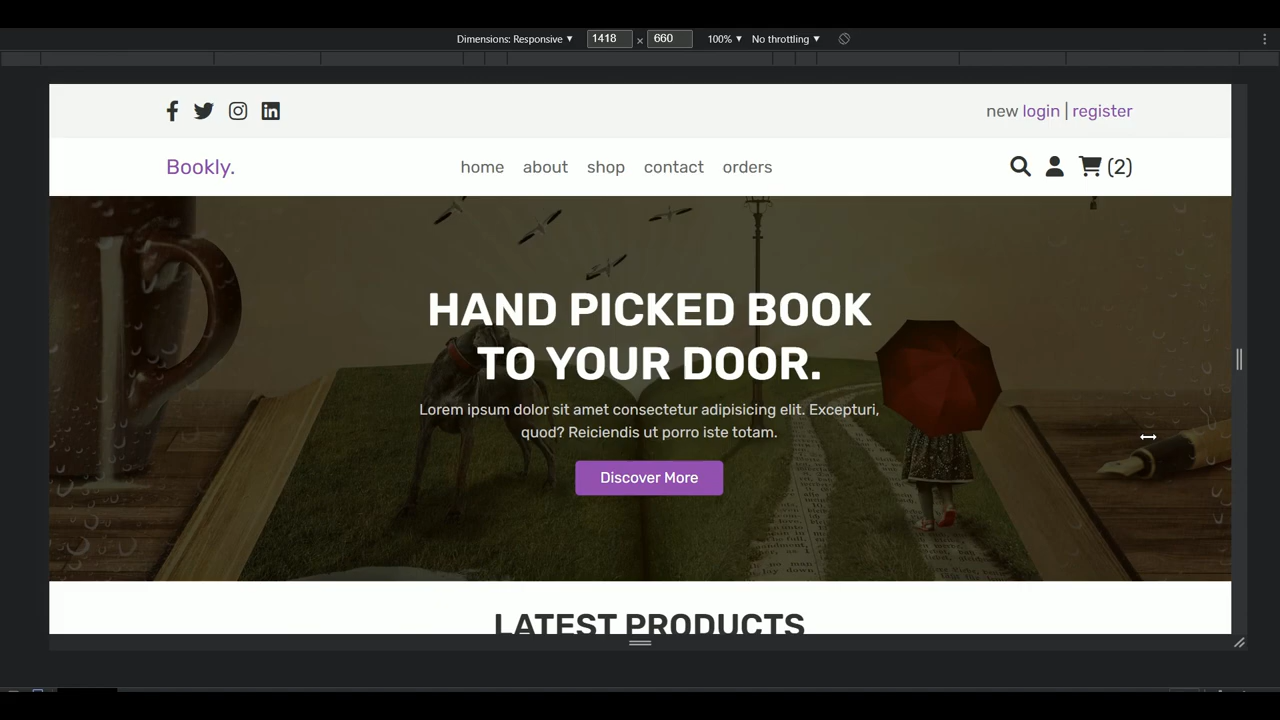 Dimensions: Responsive ▼ 1418 × 660 100% ▼ No throttling ▼
new login | register
Bookly. home about shop contact orders (2)
HAND PICKED BOOK
TO YOUR DOOR.
Lorem ipsum dolor sit amet consectetur adipisicing elit. Excepturi,
quod? Reiciendis ut porro iste totam.
Discover More
LATEST PRODUCTS